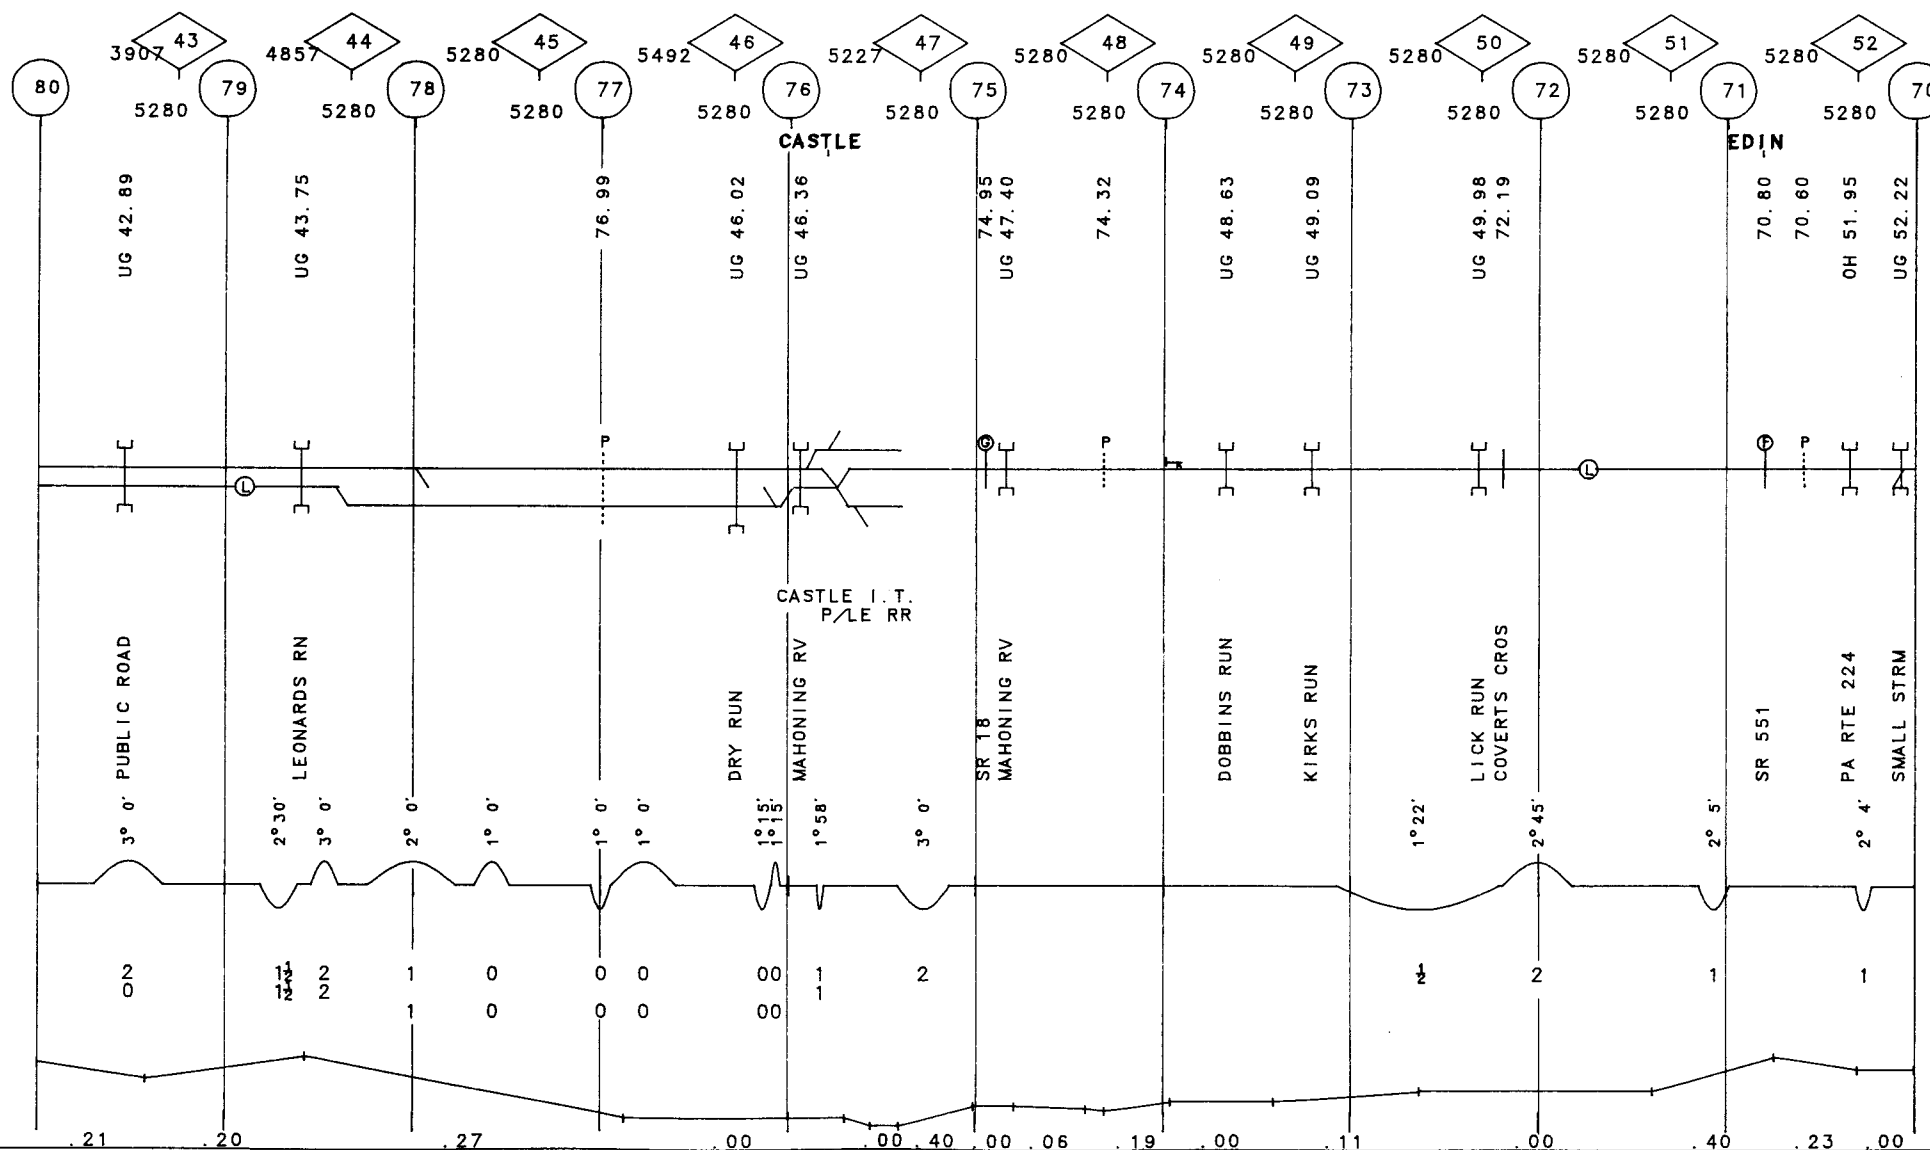 43 44 45 46 47 48 49 50 51 52
3907 4857 5280 5492 5227 5280 5280 5280 5280 5280
80 79 78 77 76 75 74 73 72 71 70
5280 5280 5280 5280 5280 5280 5280 5280 5280 5280
CASTLE EDIN
UG 42.89
UG 43.75
76.99
UG 46.02
UG 46.36
74.95
UG 47.40
74.32
UG 48.63
UG 49.09
UG 49.98
72.19
70.80
70.60
OH 51.95
UG 52.22
P G P F P
L L
CASTLE I.T.
P/LE RR
PUBLIC ROAD
LEONARDS RN
DRY RUN
MAHONING RV
SR 18
MAHONING RV
DOBBINS RUN
KIRKS RUN
LICK RUN
COVERTS CROS
SR 551
PA RTE 224
SMALL STRM
3° 0'
2°30'
3° 0'
2° 0'
1° 0'
1° 0'
1° 0'
1°15'
1°15'
1°58'
3° 0'
1°22'
2°45'
2° 5'
2° 4'
2 1½ 2 1 0 0 0 00 1 2 ½ 2 1 1
0 1½ 2 1
1 0 0 0 00
.21 .20 .27 .00 .00 .40 .00 .06 .19 .00 .11 .00 .40 .23 .00